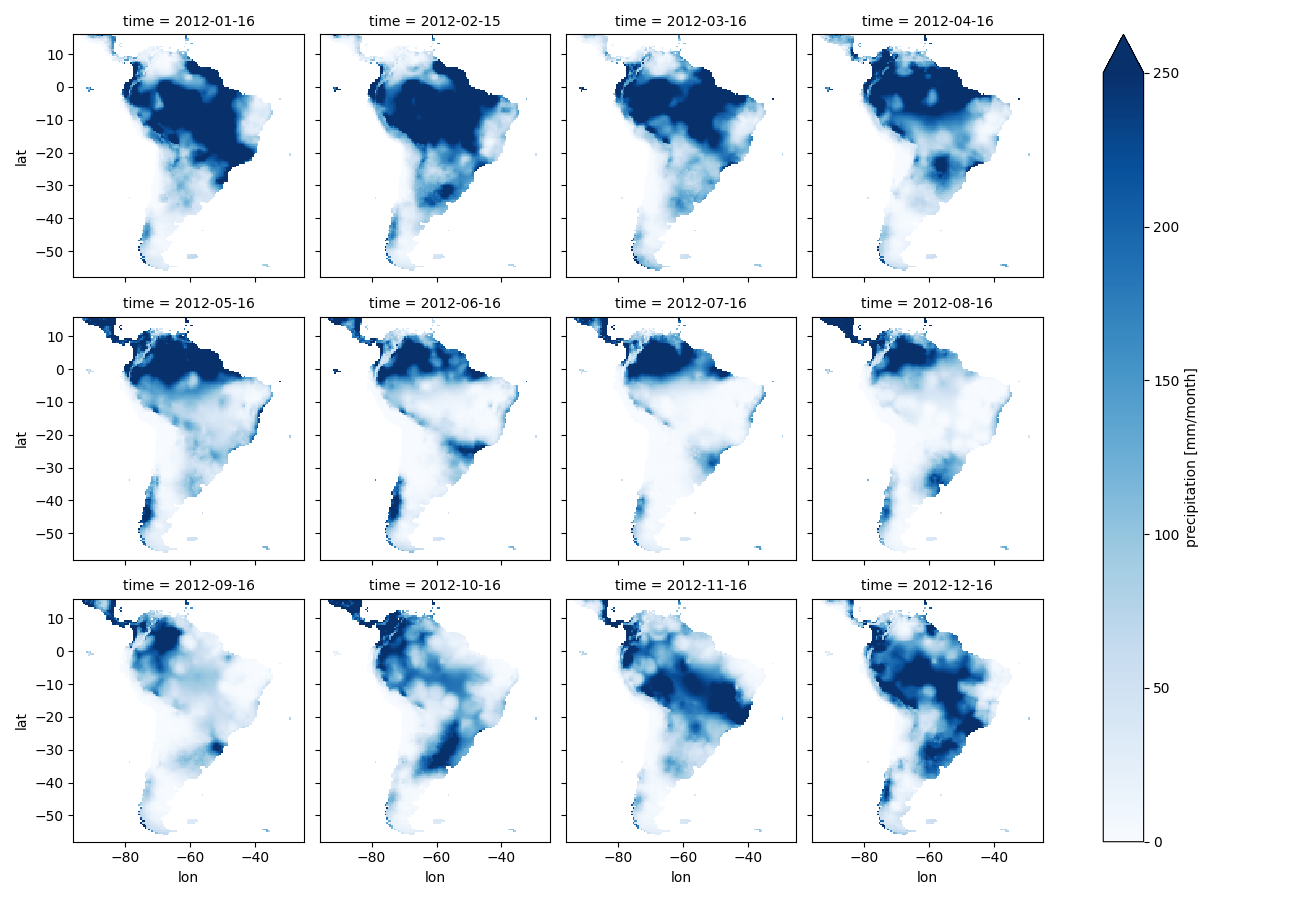 time = 2012-01-16 time = 2012-02-15 time = 2012-03-16 time = 2012-04-16
10
0
−10
−20
−30
−40
−50
lat
−80 −60 −40
time = 2012-05-16 time = 2012-06-16 time = 2012-07-16 time = 2012-08-16
10
0
−10
−20
−30
−40
−50
lat
time = 2012-09-16 time = 2012-10-16 time = 2012-11-16 time = 2012-12-16
10
0
−10
−20
−30
−40
−50
lat
−80 −60 −40 −80 −60 −40 −80 −60 −40 −80 −60 −40
lon lon lon lon
250
200
150
100
50
0
precipitation [mm/month]